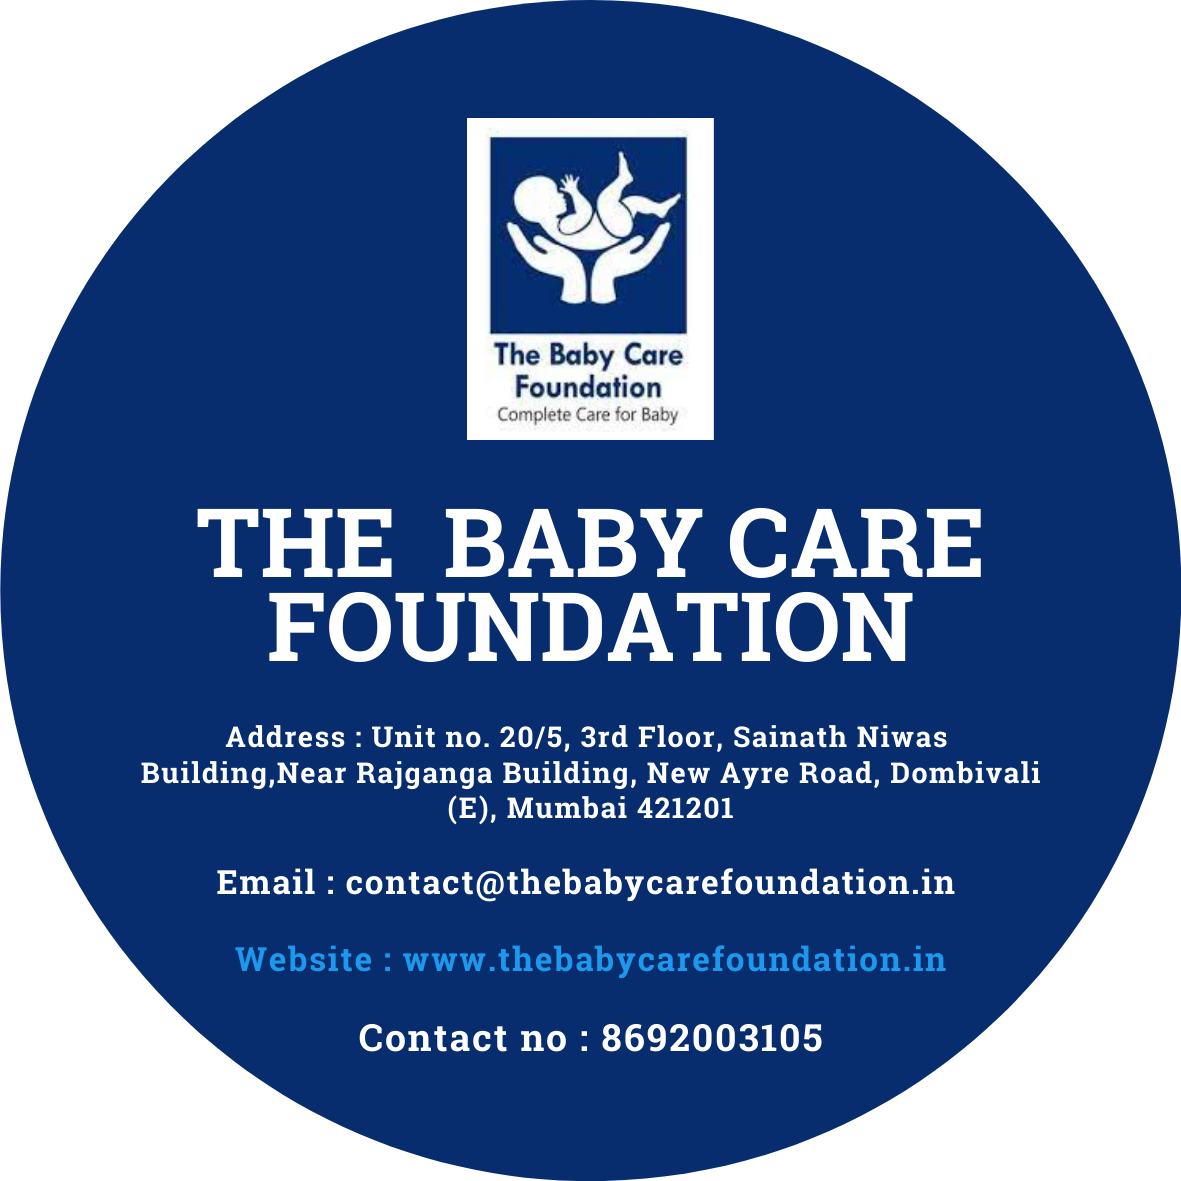 The Baby Care
Foundation
Complete Care for Baby
THE BABY CARE
FOUNDATION
Address : Unit no. 20/5, 3rd Floor, Sainath Niwas
Building,Near Rajganga Building, New Ayre Road, Dombivali
(E), Mumbai 421201
Email : contact@thebabycarefoundation.in
Website : www.thebabycarefoundation.in
Contact no : 8692003105